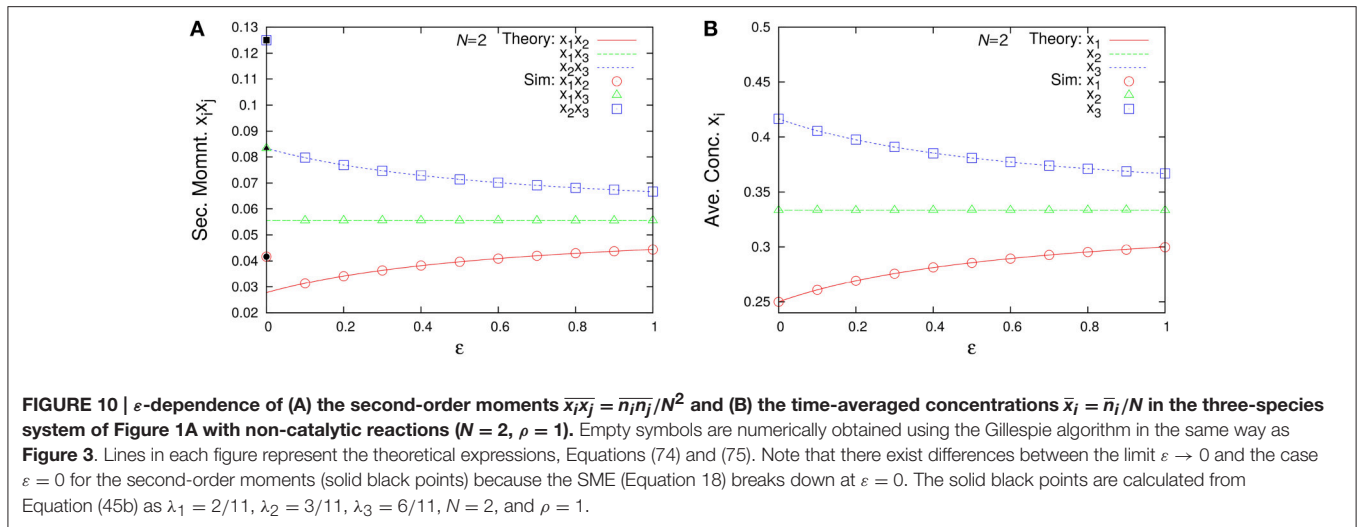 A
N=2
Theory: x₁x₂
x₁x₃
x₂x₃
Sim: x₁x₂
x₁x₃
x₂x₃
Sec. Momnt. xᵢxⱼ
0.13
0.12
0.11
0.1
0.09
0.08
0.07
0.06
0.05
0.04
0.03
0.02
0 0.2 0.4 0.6 0.8 1
ε
B
N=2
Theory: x₁
x₂
x₃
Sim: x₁
x₂
x₃
Ave. Conc. xᵢ
0.5
0.45
0.4
0.35
0.3
0.25
0 0.2 0.4 0.6 0.8 1
ε
FIGURE 10 | ε-dependence of (A) the second-order moments x̅ᵢx̅ⱼ = n̅ᵢn̅ⱼ/N² and (B) the time-averaged concentrations x̅ᵢ = n̅ᵢ/N in the three-species
system of Figure 1A with non-catalytic reactions (N = 2, ρ = 1). Empty symbols are numerically obtained using the Gillespie algorithm in the same way as
Figure 3. Lines in each figure represent the theoretical expressions, Equations (74) and (75). Note that there exist differences between the limit ε → 0 and the case
ε = 0 for the second-order moments (solid black points) because the SME (Equation 18) breaks down at ε = 0. The solid black points are calculated from
Equation (45b) as λ₁ = 2/11, λ₂ = 3/11, λ₃ = 6/11, N = 2, and ρ = 1.